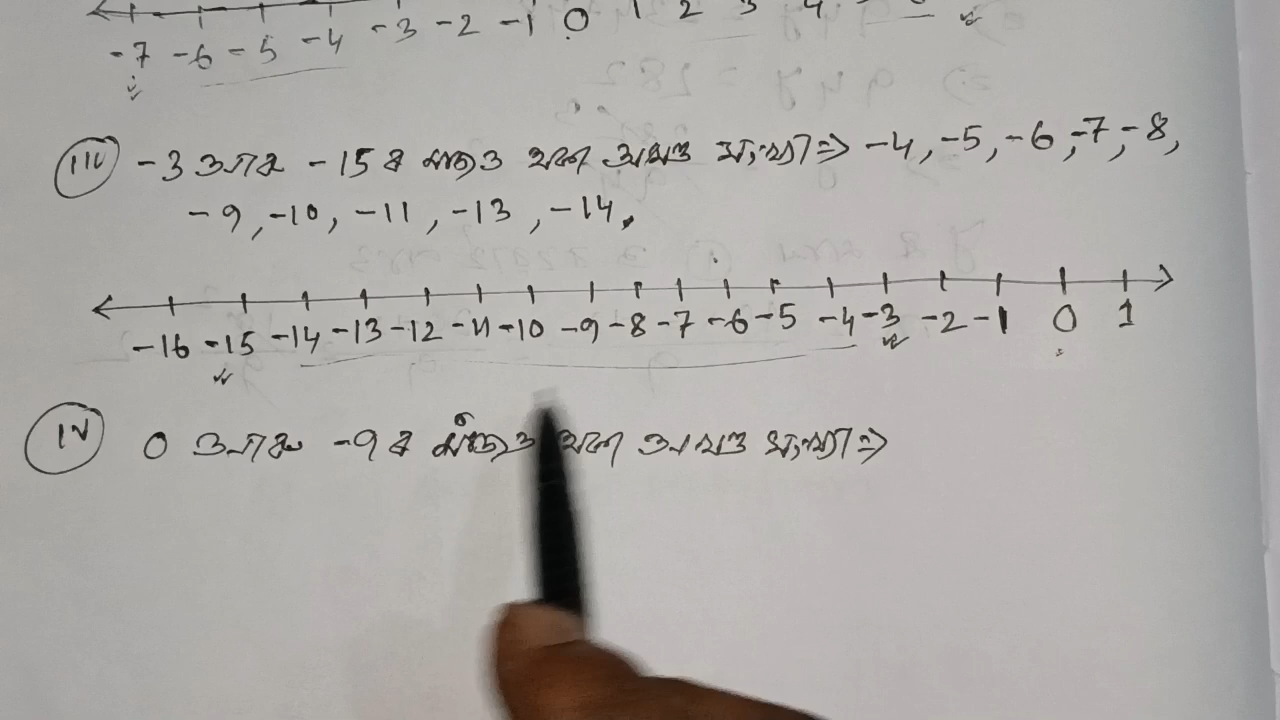 -7 -6 -5 -4 -3 -2 -1 0 1 2 3 4
(iii) -3 আৰু -15 ৰ মাজত থকা অখণ্ড সংখ্যা ⇒ -4, -5, -6, -7, -8,
-9, -10, -11, -13, -14.
-16 -15 -14 -13 -12 -11 -10 -9 -8 -7 -6 -5 -4 -3 -2 -1 0 1
(iv) 0 আৰু -9 ৰ মাজত থকা অখণ্ড সংখ্যা ⇒